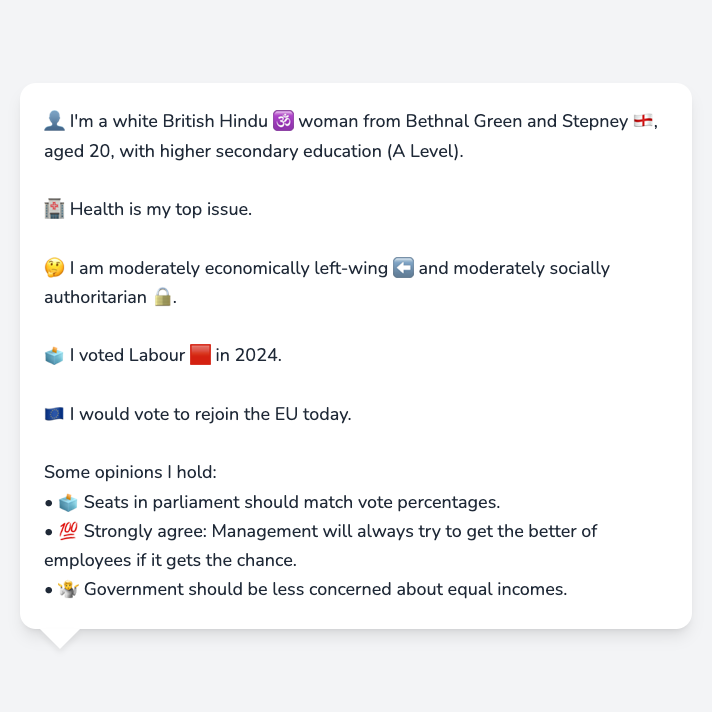 👤 I'm a white British Hindu 🕉️ woman from Bethnal Green and Stepney 🏴󠁧󠁢󠁥󠁮󠁧󠁿,
aged 20, with higher secondary education (A Level).
🏥 Health is my top issue.
🤔 I am moderately economically left-wing ⬅️ and moderately socially
authoritarian 🔒.
🗳️ I voted Labour 🟥 in 2024.
🇪🇺 I would vote to rejoin the EU today.
Some opinions I hold:
• 🗳️ Seats in parliament should match vote percentages.
• 💯 Strongly agree: Management will always try to get the better of
employees if it gets the chance.
• 🤷‍♀️ Government should be less concerned about equal incomes.